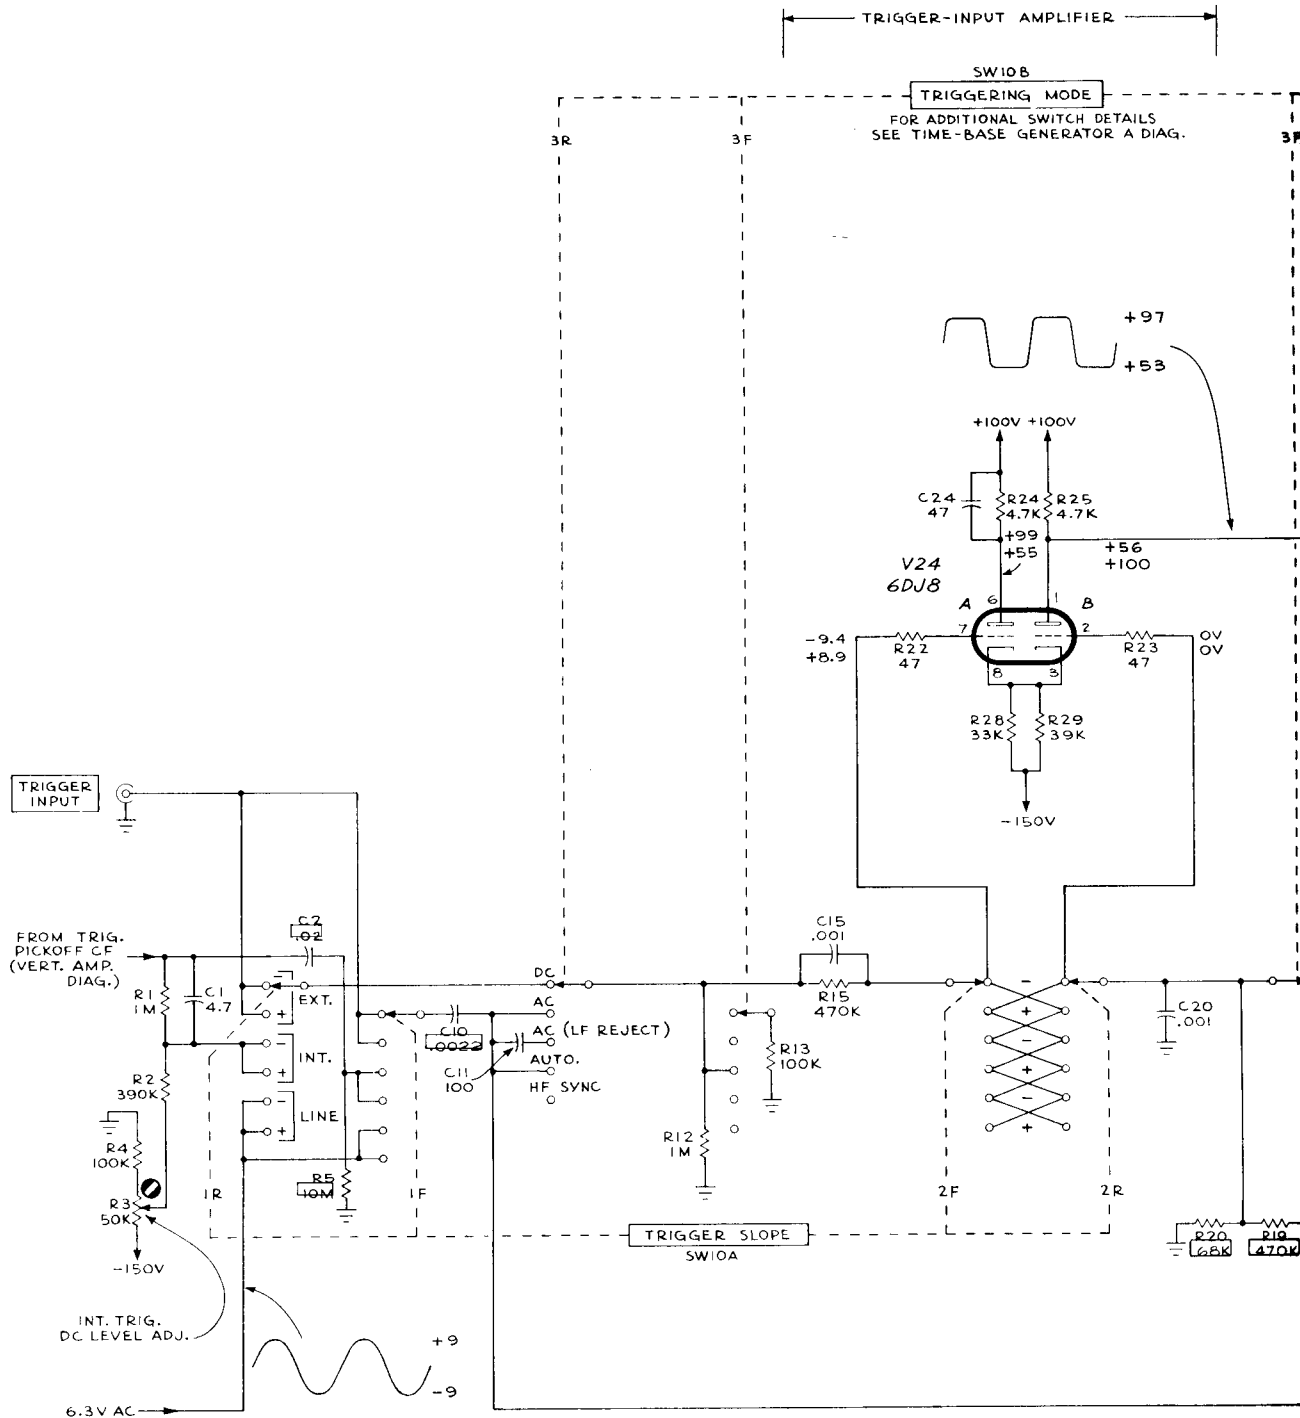 TRIGGER-INPUT AMPLIFIER
SW10B
TRIGGERING MODE
FOR ADDITIONAL SWITCH DETAILS
SEE TIME-BASE GENERATOR A DIAG.
3R
3F
+97
+53
+100V +100V
C24
47
R24
4.7K
R25
4.7K
+99
+55
+56
+100
V24
6DJ8
6
1
A
B
7
2
-9.4
+8.9
R22
47
R23
47
0V
0V
8
3
R28
33K
R29
39K
-150V
TRIGGER
INPUT
FROM TRIG.
PICKOFF CF
(VERT. AMP.
DIAG.)
C2
.02
R1
1M
C1
4.7
-
EXT.
+
-
INT.
+
-
LINE
+
R2
390K
R4
100K
R3
50K
-150V
INT. TRIG.
DC LEVEL ADJ.
R5
10M
1R
1F
C10
.0022
C11
100
DC
AC
AC (LF REJECT)
AUTO.
HF SYNC
C15
.001
R15
470K
R13
100K
R12
1M
-
+
-
+
-
+
2F
2R
C20
.001
R20
68K
R19
470K
TRIGGER SLOPE
SW10A
+9
-9
6.3V AC